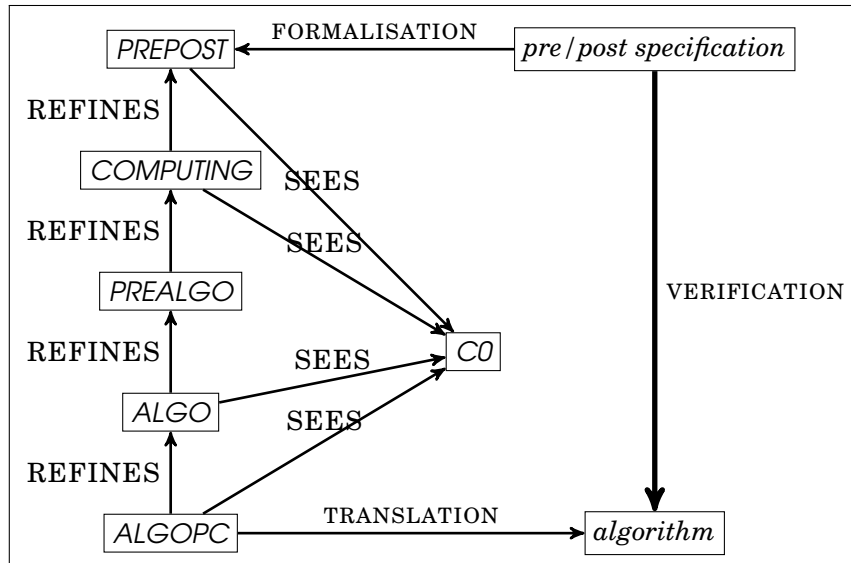 FORMALISATION
PREPOST
pre/post specification
REFINES
COMPUTING
SEES
REFINES
SEES
PREALGO
VERIFICATION
REFINES
SEES
C0
ALGO
SEES
REFINES
ALGOPC
TRANSLATION
algorithm